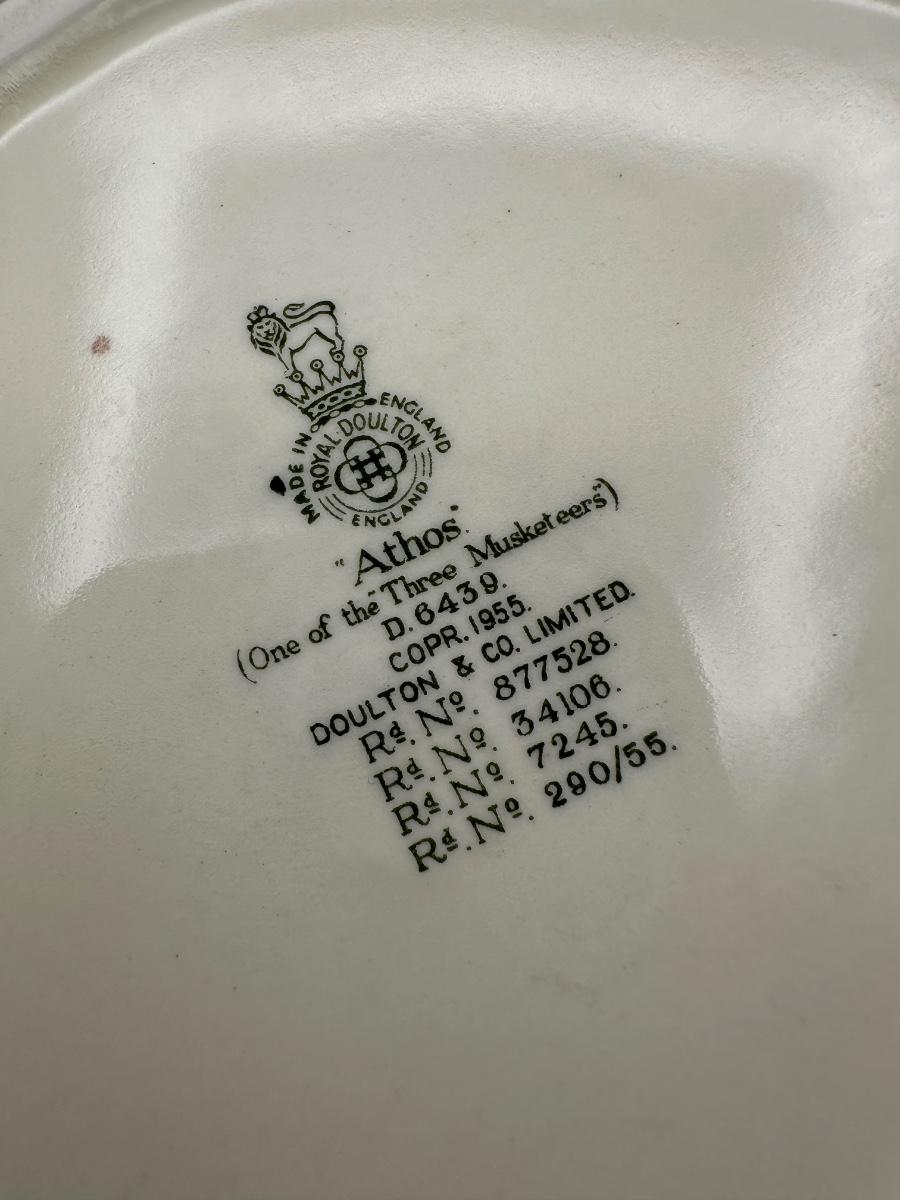 MADE IN ENGLAND
ROYAL DOULTON
ENGLAND
"Athos".
(One of the "Three Musketeers")
D.6439.
COPR.1955.
DOULTON & CO. LIMITED.
Rd. No. 877528.
Rd. No. 34106.
Rd. No. 7245.
Rd. No. 290/55.